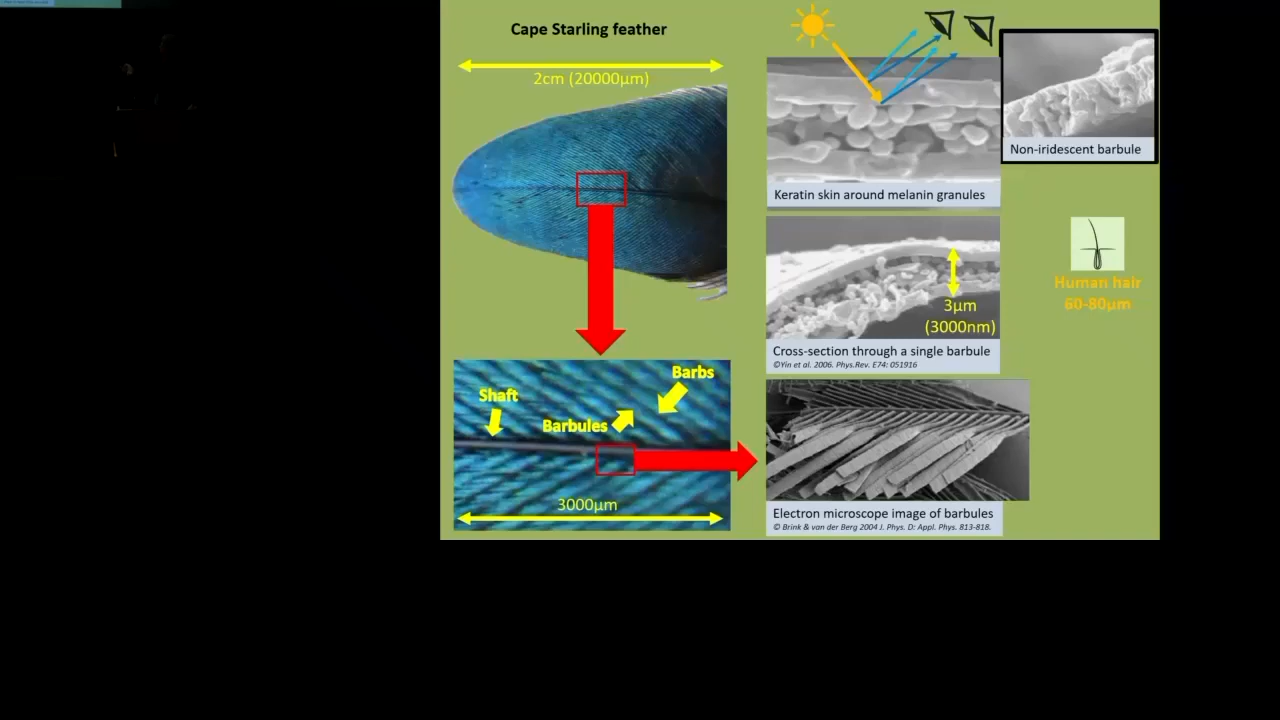 Cape Starling feather
2cm (20000µm)
Shaft
Barbs
Barbules
3000µm
Keratin skin around melanin granules
Non-iridescent barbule
3µm
(3000nm)
Cross-section through a single barbule
©Yin et al. 2006. Phys.Rev. E74: 051916
Human hair
60-80µm
Electron microscope image of barbules
© Brink & van der Berg 2004 J. Phys. D: Appl. Phys. 813-818.